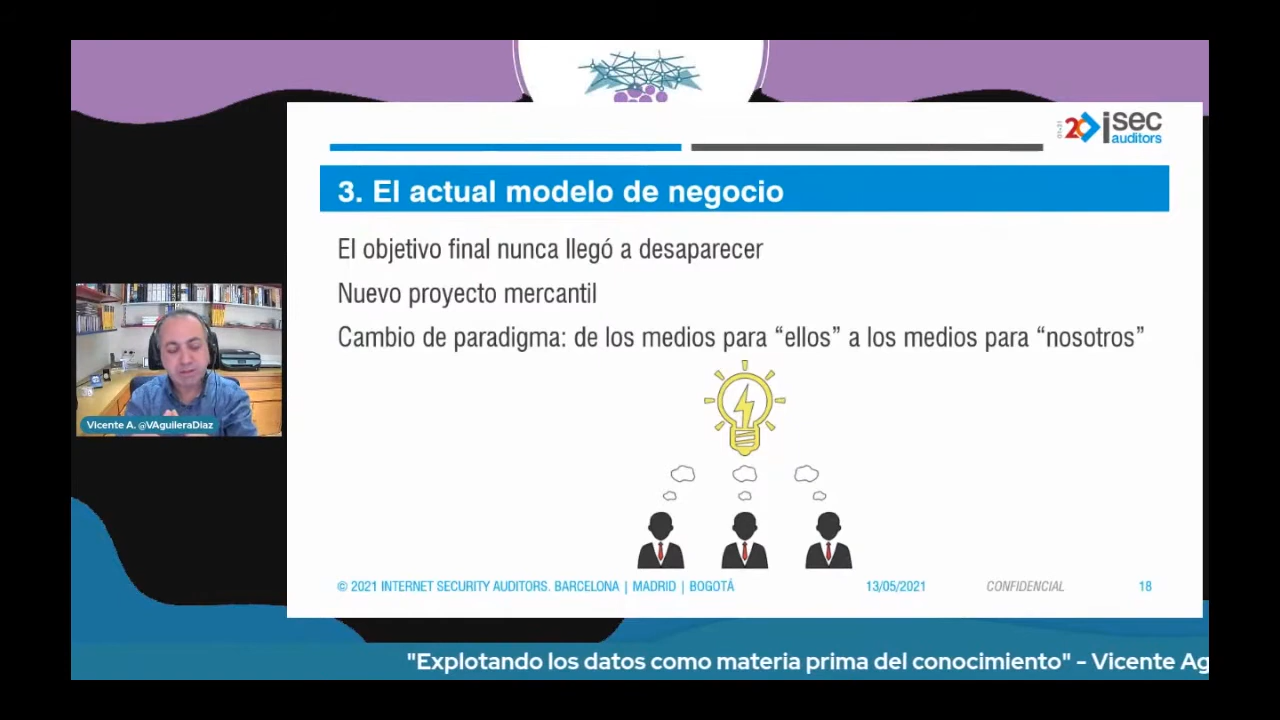 isec
auditors
3. El actual modelo de negocio
El objetivo final nunca llegó a desaparecer
Nuevo proyecto mercantil
Cambio de paradigma: de los medios para “ellos” a los medios para “nosotros”
Vicente A. @VAguileraDiaz
© 2021 INTERNET SECURITY AUDITORS. BARCELONA | MADRID | BOGOTÁ 13/05/2021 CONFIDENCIAL 18
"Explotando los datos como materia prima del conocimiento" - Vicente Ag